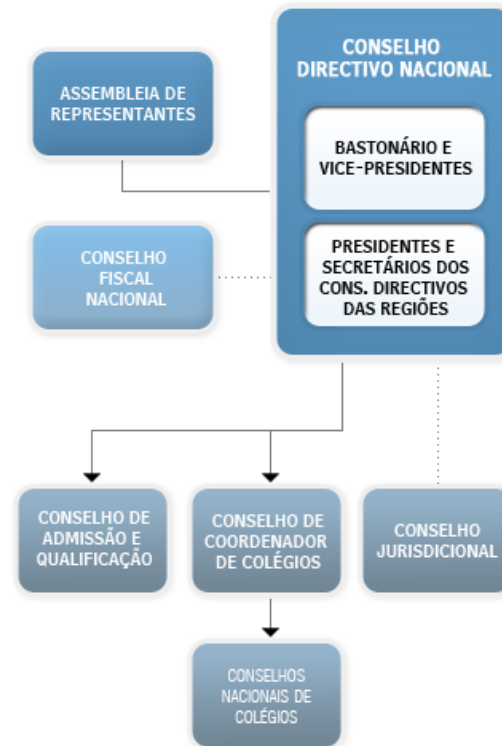 CONSELHO
DIRECTIVO NACIONAL
ASSEMBLEIA DE
REPRESENTANTES
BASTONÁRIO E
VICE-PRESIDENTES
CONSELHO
FISCAL
NACIONAL
PRESIDENTES E
SECRETÁRIOS DOS
CONS. DIRECTIVOS
DAS REGIÕES
CONSELHO DE
ADMISSÃO E
QUALIFICAÇÃO
CONSELHO DE
COORDENADOR
DE COLÉGIOS
CONSELHO
JURISDICIONAL
CONSELHOS
NACIONAIS DE
COLÉGIOS